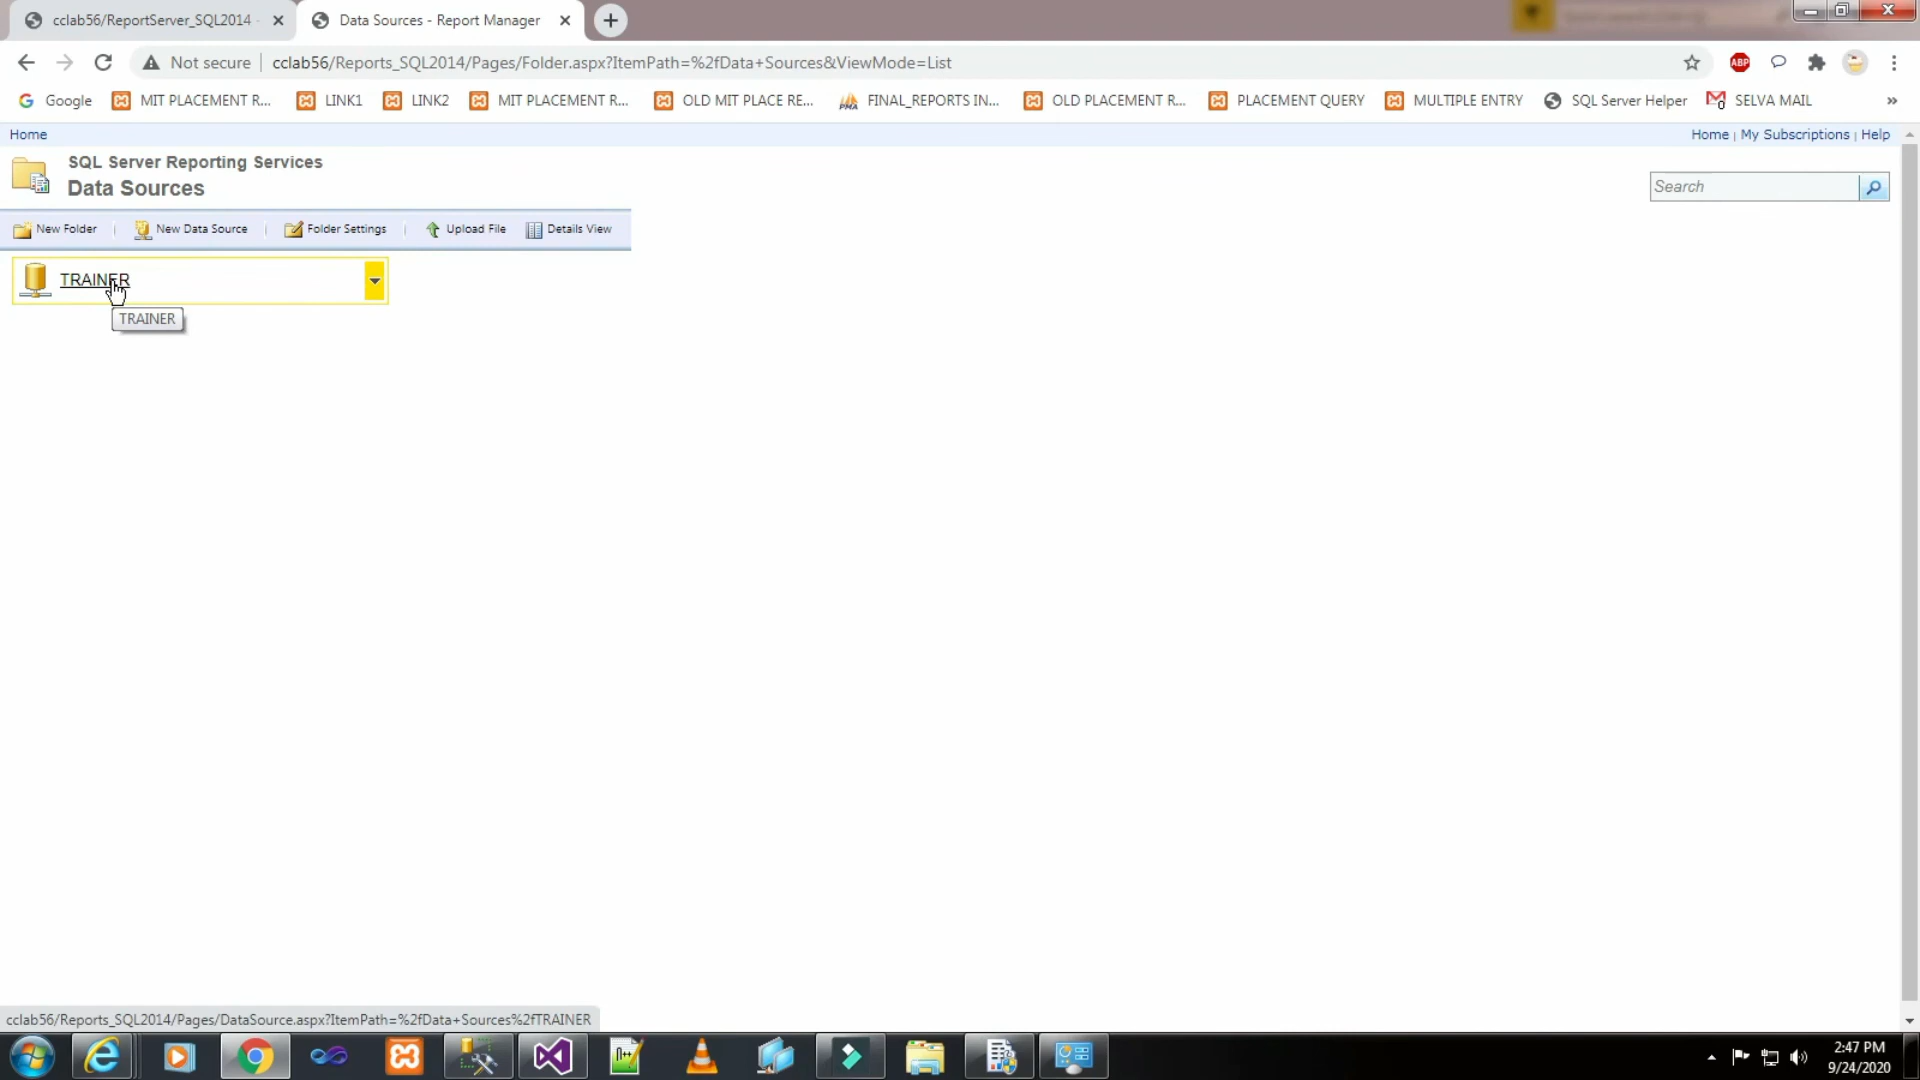 cclab56/ReportServer_SQL2014 -
Data Sources - Report Manager
Not secure
cclab56/Reports_SQL2014/Pages/Folder.aspx?ItemPath=%2fData+Sources&ViewMode=List
ABP
Google
MIT PLACEMENT R...
LINK1
LINK2
MIT PLACEMENT R...
OLD MIT PLACE RE...
FINAL_REPORTS IN...
OLD PLACEMENT R...
PLACEMENT QUERY
MULTIPLE ENTRY
SQL Server Helper
SELVA MAIL
»
Home
Home | My Subscriptions | Help
SQL Server Reporting Services
Data Sources
Search
New Folder
New Data Source
Folder Settings
Upload File
Details View
TRAINER
TRAINER
cclab56/Reports_SQL2014/Pages/DataSource.aspx?ItemPath=%2fData+Sources%2fTRAINER
2:47 PM
9/24/2020